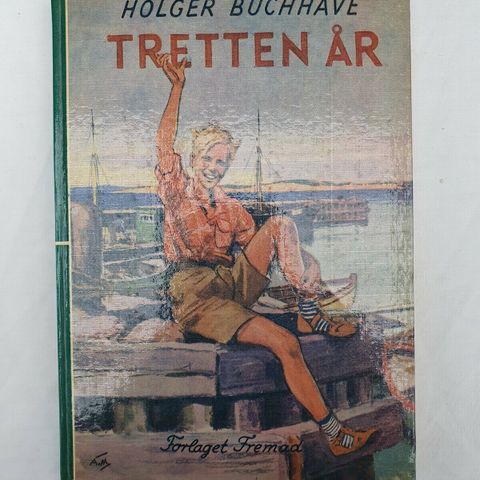 HOLGER BUCHHAVE
TRETTEN ÅR
Forlaget Fremad